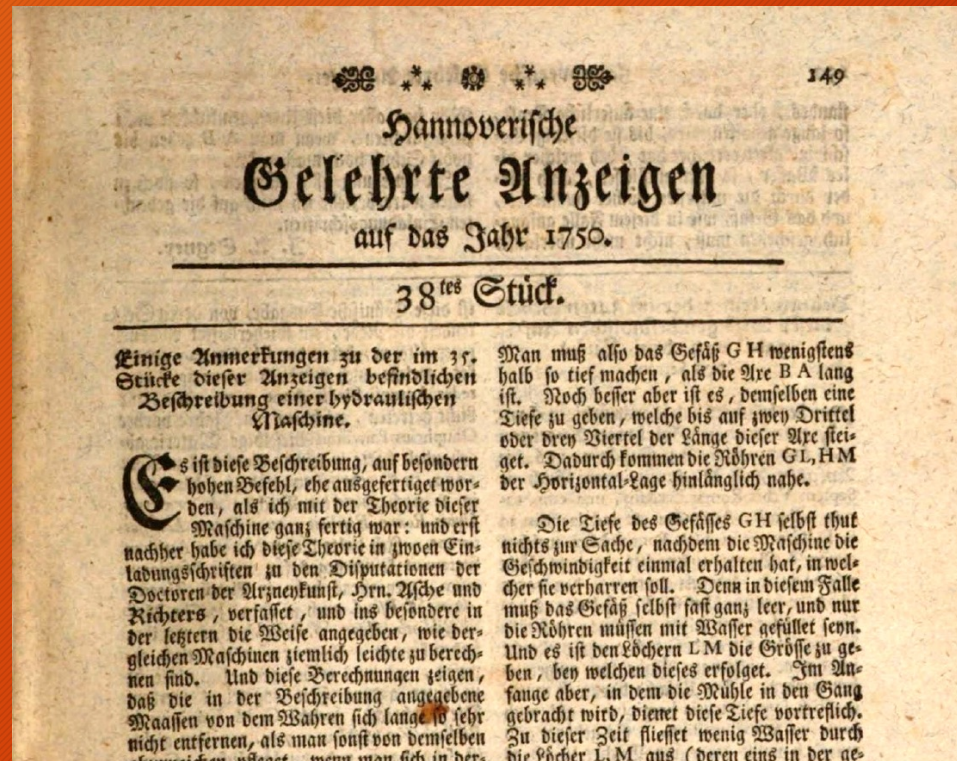 149
Hannoverische
Gelehrte Anzeigen
auf das Jahr 1750.
38tes Stück.
Einige Anmerkungen zu der im 35.
Stücke dieser Anzeigen befindlichen
Beschreibung einer hydraulischen
Maschine.
Es ist diese Beschreibung, auf besondern
hohen Befehl, ehe ausgefertiget wor-
den, als ich mit der Theorie dieser
Maschine ganz fertig war: und erst
nachher habe ich diese Theorie in zwoen Ein-
ladungsschriften zu den Disputationen der
Doctoren der Arzneykunst, Hrn. Asche und
Richters, verfasset, und ins besondere in
der letztern die Weise angegeben, wie der-
gleichen Maschinen ziemlich leichte zu berech-
nen sind. Und diese Berechnungen zeigen,
daß die in der Beschreibung angegebene
Maassen von dem Wahren sich lange so sehr
nicht entfernen, als man sonst von demselben
abzuweichen pfleget, wenn man sich in der-
Man muß also das Gefäß G H wenigstens
halb so tief machen, als die Axe B A lang
ist. Noch besser aber ist es, demselben eine
Tiefe zu geben, welche bis auf zwey Drittel
oder drey Viertel der Länge dieser Axe stei-
get. Dadurch kommen die Röhren G L, H M
der Horizontal-Lage hinlänglich nahe.
Die Tiefe des Gefässes G H selbst thut
nichts zur Sache, nachdem die Maschine die
Geschwindigkeit einmal erhalten hat, in wel-
cher sie verharren soll. Denn in diesem Falle
muß das Gefäß selbst fast ganz leer, und nur
die Röhren müssen mit Wasser gefüllet seyn.
Und es ist den Löchern L M die Grösse zu ge-
ben, bey welchen dieses erfolget. Im An-
fange aber, in dem die Mühle in den Gang
gebracht wird, dienet diese Tiefe vortreflich.
Zu dieser Zeit fliesset wenig Wasser durch
die Löcher L, M aus (deren eins in der ge-